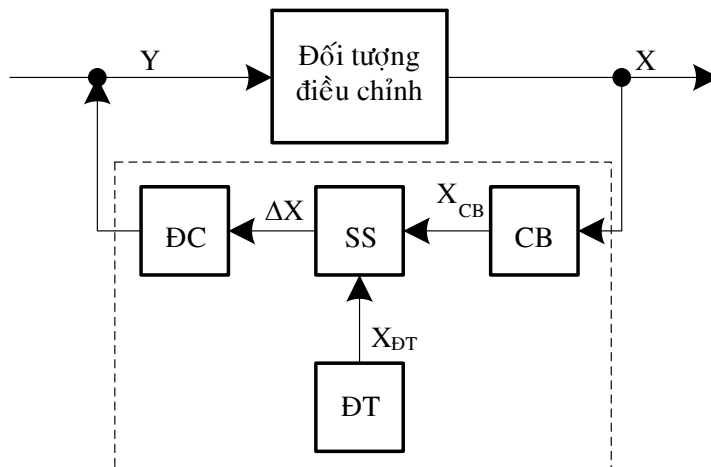 Y
Đối tượng
điều chỉnh
X
ĐC
ΔX
SS
X_CB
CB
X_ĐT
ĐT